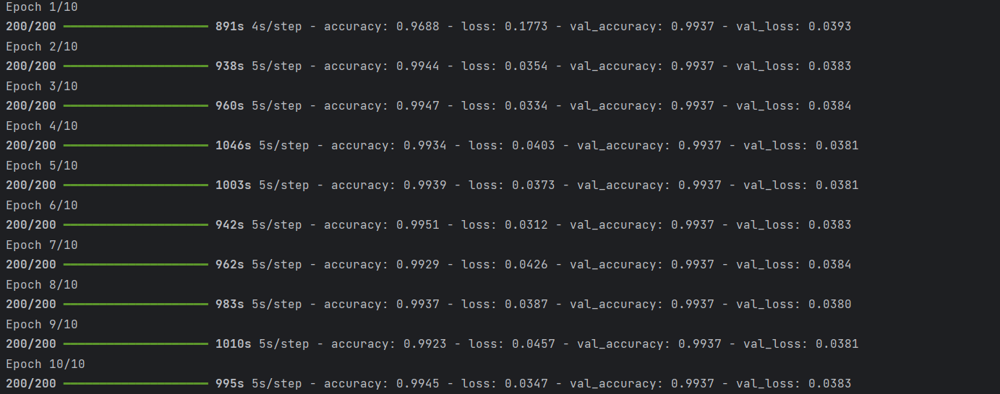 Epoch 1/10
200/200 ━━━━━━━━━━━━━━━━━━━━ 891s 4s/step - accuracy: 0.9688 - loss: 0.1773 - val_accuracy: 0.9937 - val_loss: 0.0393
Epoch 2/10
200/200 ━━━━━━━━━━━━━━━━━━━━ 938s 5s/step - accuracy: 0.9944 - loss: 0.0354 - val_accuracy: 0.9937 - val_loss: 0.0383
Epoch 3/10
200/200 ━━━━━━━━━━━━━━━━━━━━ 960s 5s/step - accuracy: 0.9947 - loss: 0.0334 - val_accuracy: 0.9937 - val_loss: 0.0384
Epoch 4/10
200/200 ━━━━━━━━━━━━━━━━━━━━ 1046s 5s/step - accuracy: 0.9934 - loss: 0.0403 - val_accuracy: 0.9937 - val_loss: 0.0381
Epoch 5/10
200/200 ━━━━━━━━━━━━━━━━━━━━ 1003s 5s/step - accuracy: 0.9939 - loss: 0.0373 - val_accuracy: 0.9937 - val_loss: 0.0381
Epoch 6/10
200/200 ━━━━━━━━━━━━━━━━━━━━ 942s 5s/step - accuracy: 0.9951 - loss: 0.0312 - val_accuracy: 0.9937 - val_loss: 0.0383
Epoch 7/10
200/200 ━━━━━━━━━━━━━━━━━━━━ 962s 5s/step - accuracy: 0.9929 - loss: 0.0426 - val_accuracy: 0.9937 - val_loss: 0.0384
Epoch 8/10
200/200 ━━━━━━━━━━━━━━━━━━━━ 983s 5s/step - accuracy: 0.9937 - loss: 0.0387 - val_accuracy: 0.9937 - val_loss: 0.0380
Epoch 9/10
200/200 ━━━━━━━━━━━━━━━━━━━━ 1010s 5s/step - accuracy: 0.9923 - loss: 0.0457 - val_accuracy: 0.9937 - val_loss: 0.0381
Epoch 10/10
200/200 ━━━━━━━━━━━━━━━━━━━━ 995s 5s/step - accuracy: 0.9945 - loss: 0.0347 - val_accuracy: 0.9937 - val_loss: 0.0383